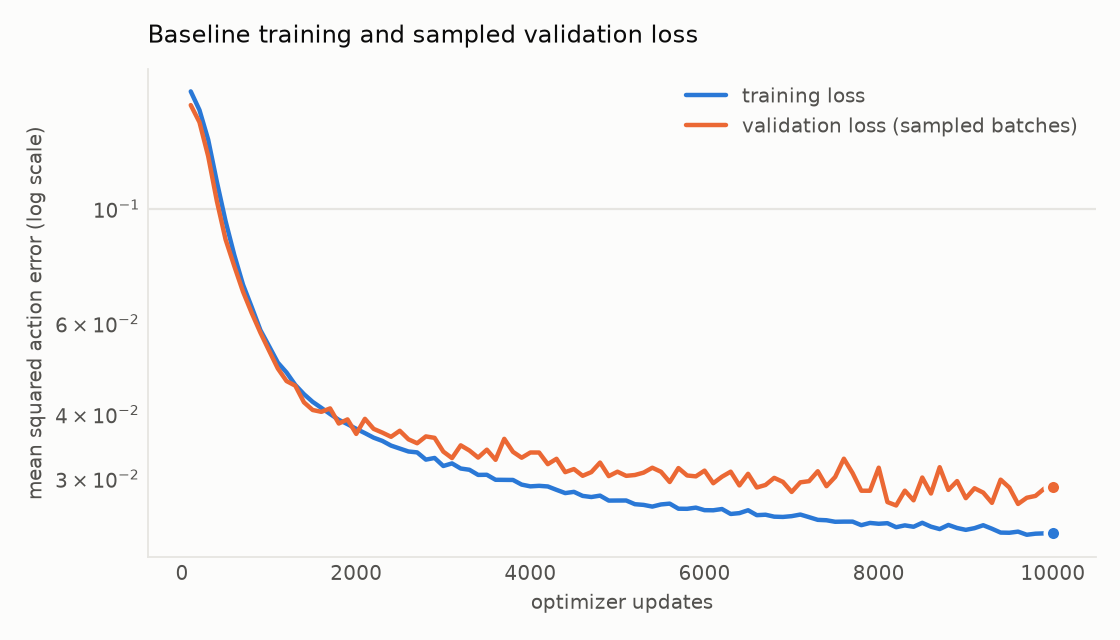 Baseline training and sampled validation loss
training loss
validation loss (sampled batches)
mean squared action error (log scale)
10⁻¹
6 × 10⁻²
4 × 10⁻²
3 × 10⁻²
0 2000 4000 6000 8000 10000
optimizer updates